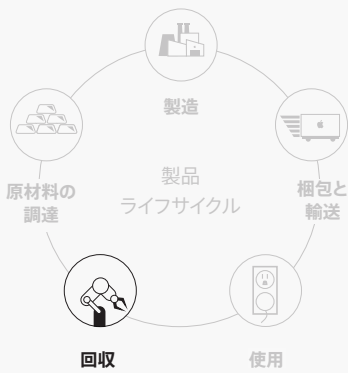 製造
原材料の
調達
製品
ライフサイクル
梱包と
輸送
回収
使用